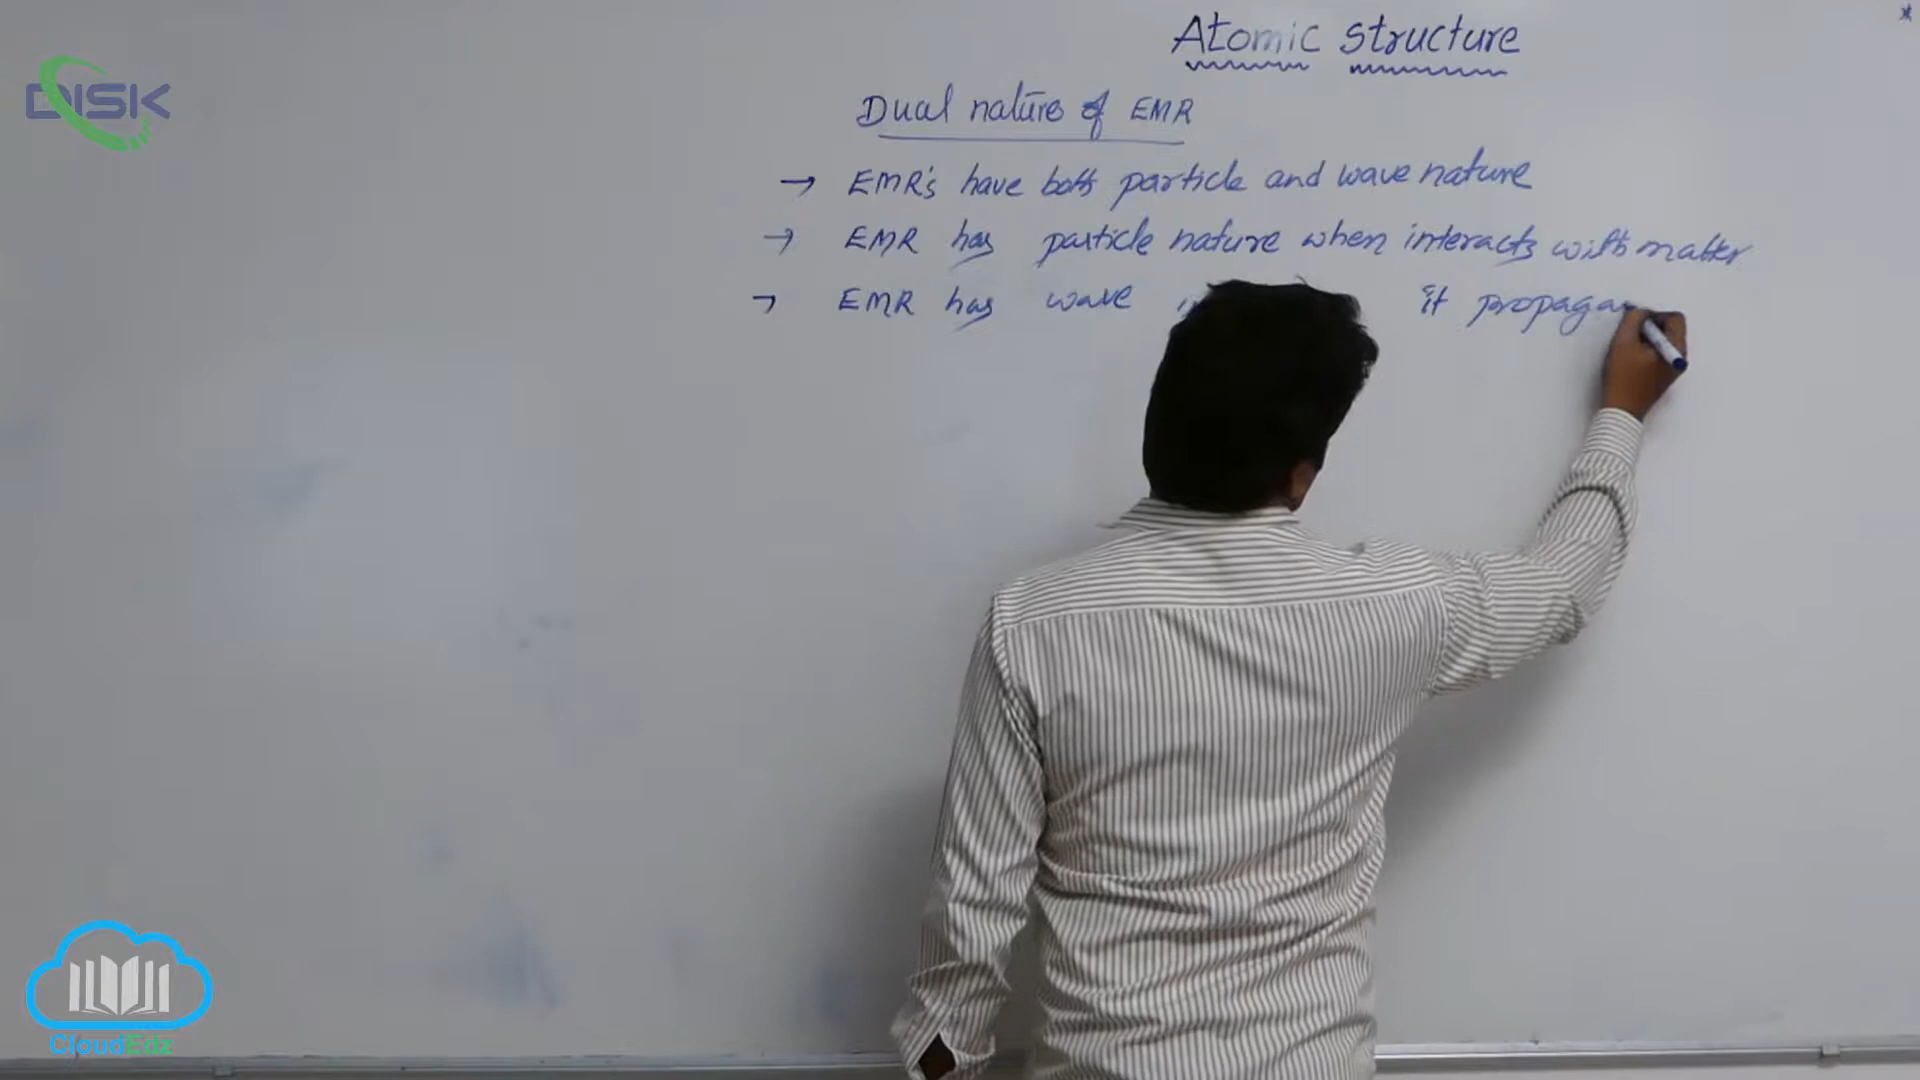 Atomic structure
DISK
Dual nature of EMR
→ EMR's have both particle and wave nature
→ EMR has particle nature when interacts with matter
→ EMR has wave it propaga
CloudEdz